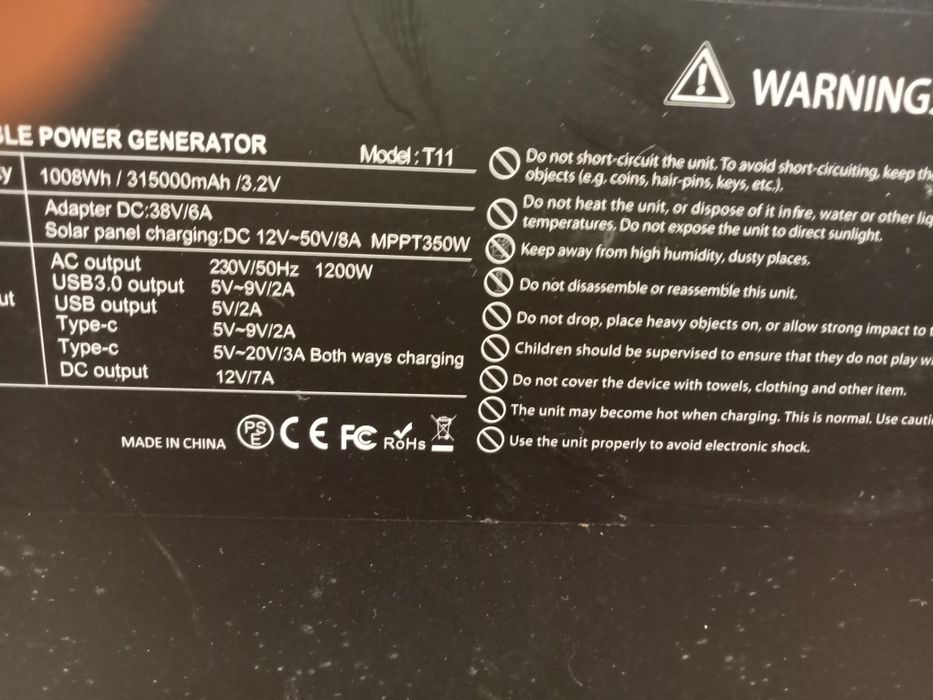 POWER GENERATOR
Model : T11
1008Wh / 315000mAh /3.2V
Adapter DC:38V/6A
Solar panel charging:DC 12V~50V/8A MPPT350W
AC output 230V/50Hz 1200W
USB3.0 output 5V~9V/2A
USB output 5V/2A
Type-c 5V~9V/2A
Type-c 5V~20V/3A Both ways charging
DC output 12V/7A
MADE IN CHINA PSE CE FC RoHs
WARNING
Do not short-circuit the unit. To avoid short-circuiting, keep
objects (e.g. coins, hair-pins, keys, etc.).
Do not heat the unit, or dispose of it in fire, water or other
temperatures. Do not expose the unit to direct sunlight.
Keep away from high humidity, dusty places.
Do not disassemble or reassemble this unit.
Do not drop, place heavy objects on, or allow strong impact to
Children should be supervised to ensure that they do not play
Do not cover the device with towels, clothing and other item.
The unit may become hot when charging. This is normal. Use
Use the unit properly to avoid electronic shock.